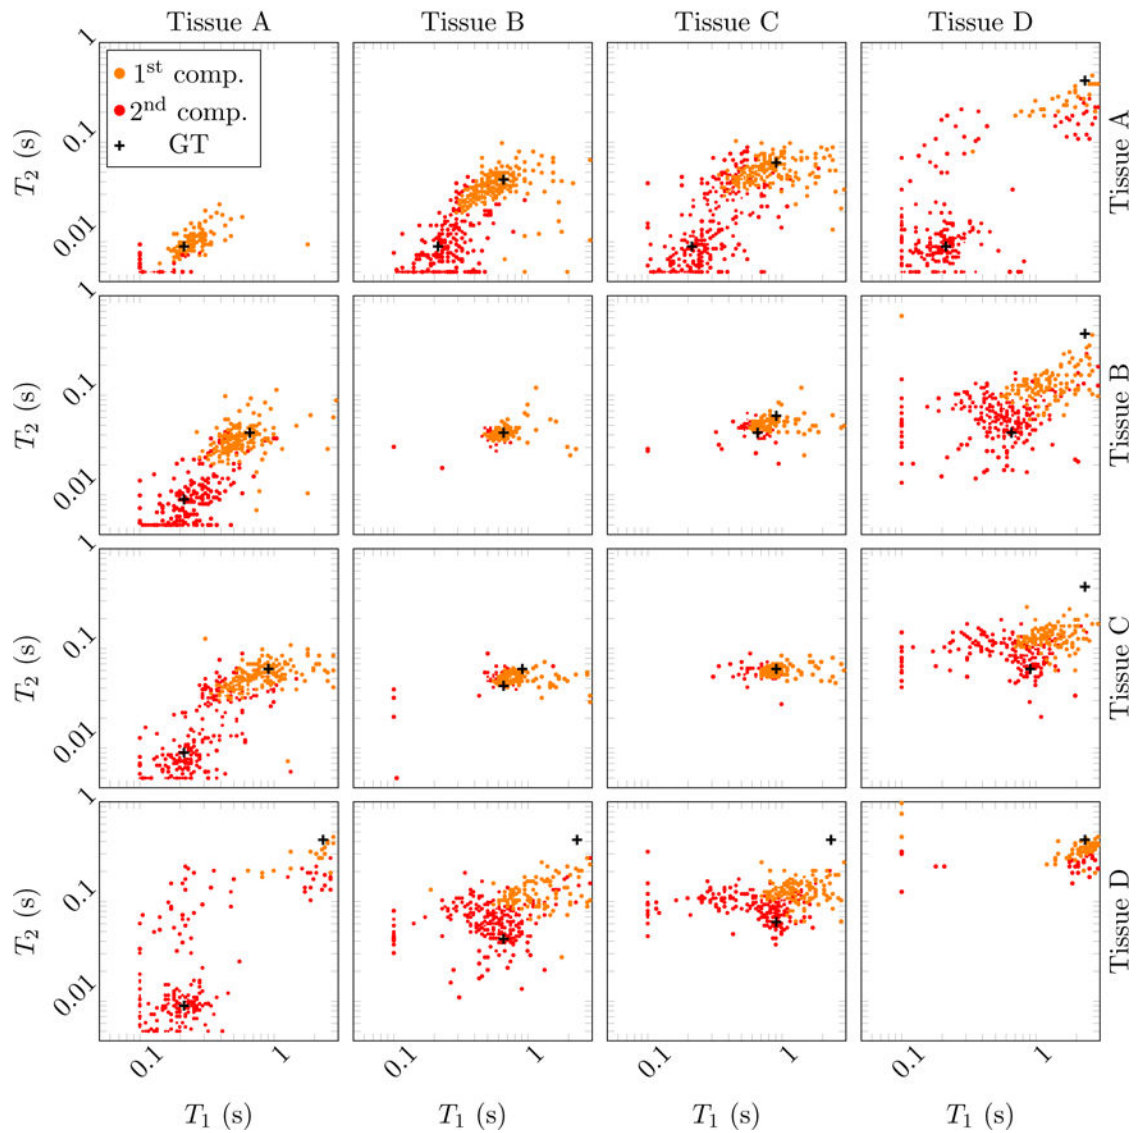 Tissue A Tissue B Tissue C Tissue D
1st comp.
2nd comp.
GT
T2 (s) 1 0.1 0.01 Tissue A
T2 (s) 1 0.1 0.01 Tissue B
T2 (s) 1 0.1 0.01 Tissue C
T2 (s) 1 0.1 0.01 Tissue D
0.1 1 0.1 1 0.1 1 0.1 1
T1 (s) T1 (s) T1 (s) T1 (s)